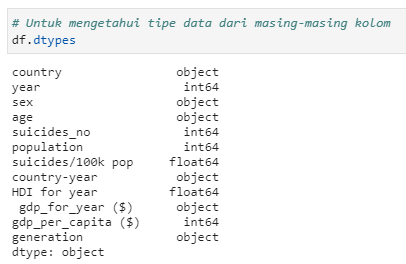 # Untuk mengetahui tipe data dari masing-masing kolom
df.dtypes
country object
year int64
sex object
age object
suicides_no int64
population int64
suicides/100k pop float64
country-year object
HDI for year float64
gdp_for_year ($) object
gdp_per_capita ($) int64
generation object
dtype: object